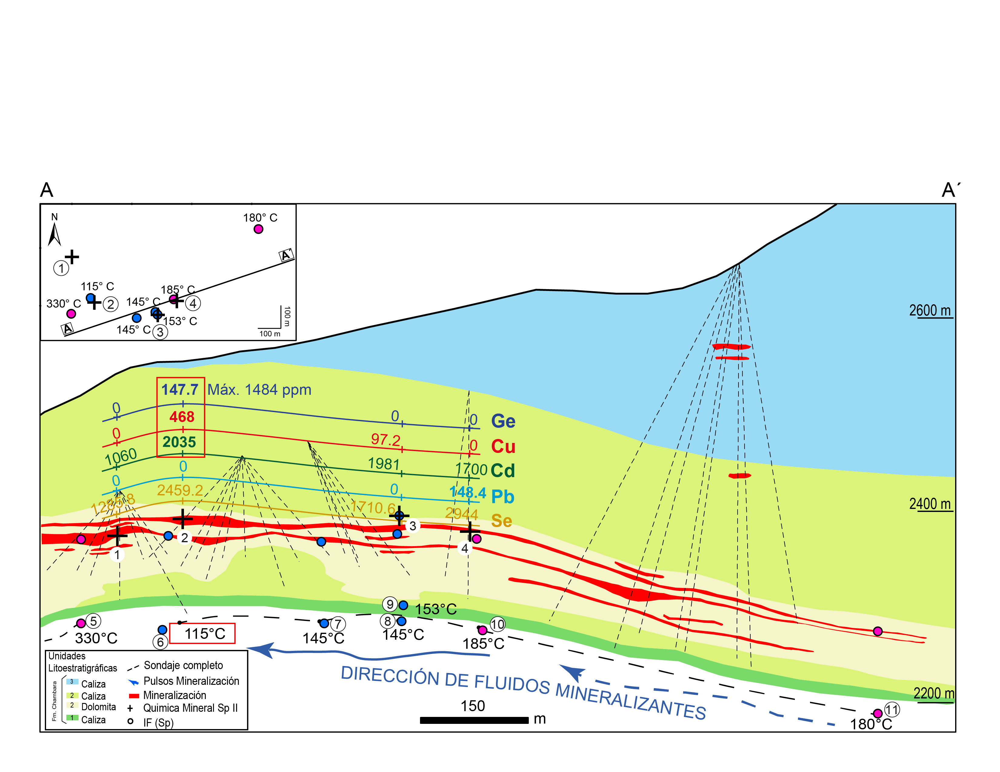 A
A´
N
180° C
1
A´
115° C
185° C
330° C
2
145° C
4
A
153° C
145° C
3
100 m
100 m
2600 m
147.7 Máx. 1484 ppm
0
468
0
0 Ge
0
2035
97.2
0 Cu
1060
0
1981
1700 Cd
0
2459.2
0
148.4 Pb
1285.8
1710.6
2944 Se
2400 m
3
2
4
1
9
153°C
5
7
8
10
330°C
115°C
145°C
145°C
185°C
6
DIRECCIÓN DE FLUIDOS MINERALIZANTES
2200 m
11
180°C
150
m
Unidades
Litoestratigráficas
Fm. Chambara
3 Caliza
2 Caliza
2 Dolomita
1 Caliza
Sondaje completo
Pulsos Mineralización
Mineralización
Quimica Mineral Sp II
IF (Sp)